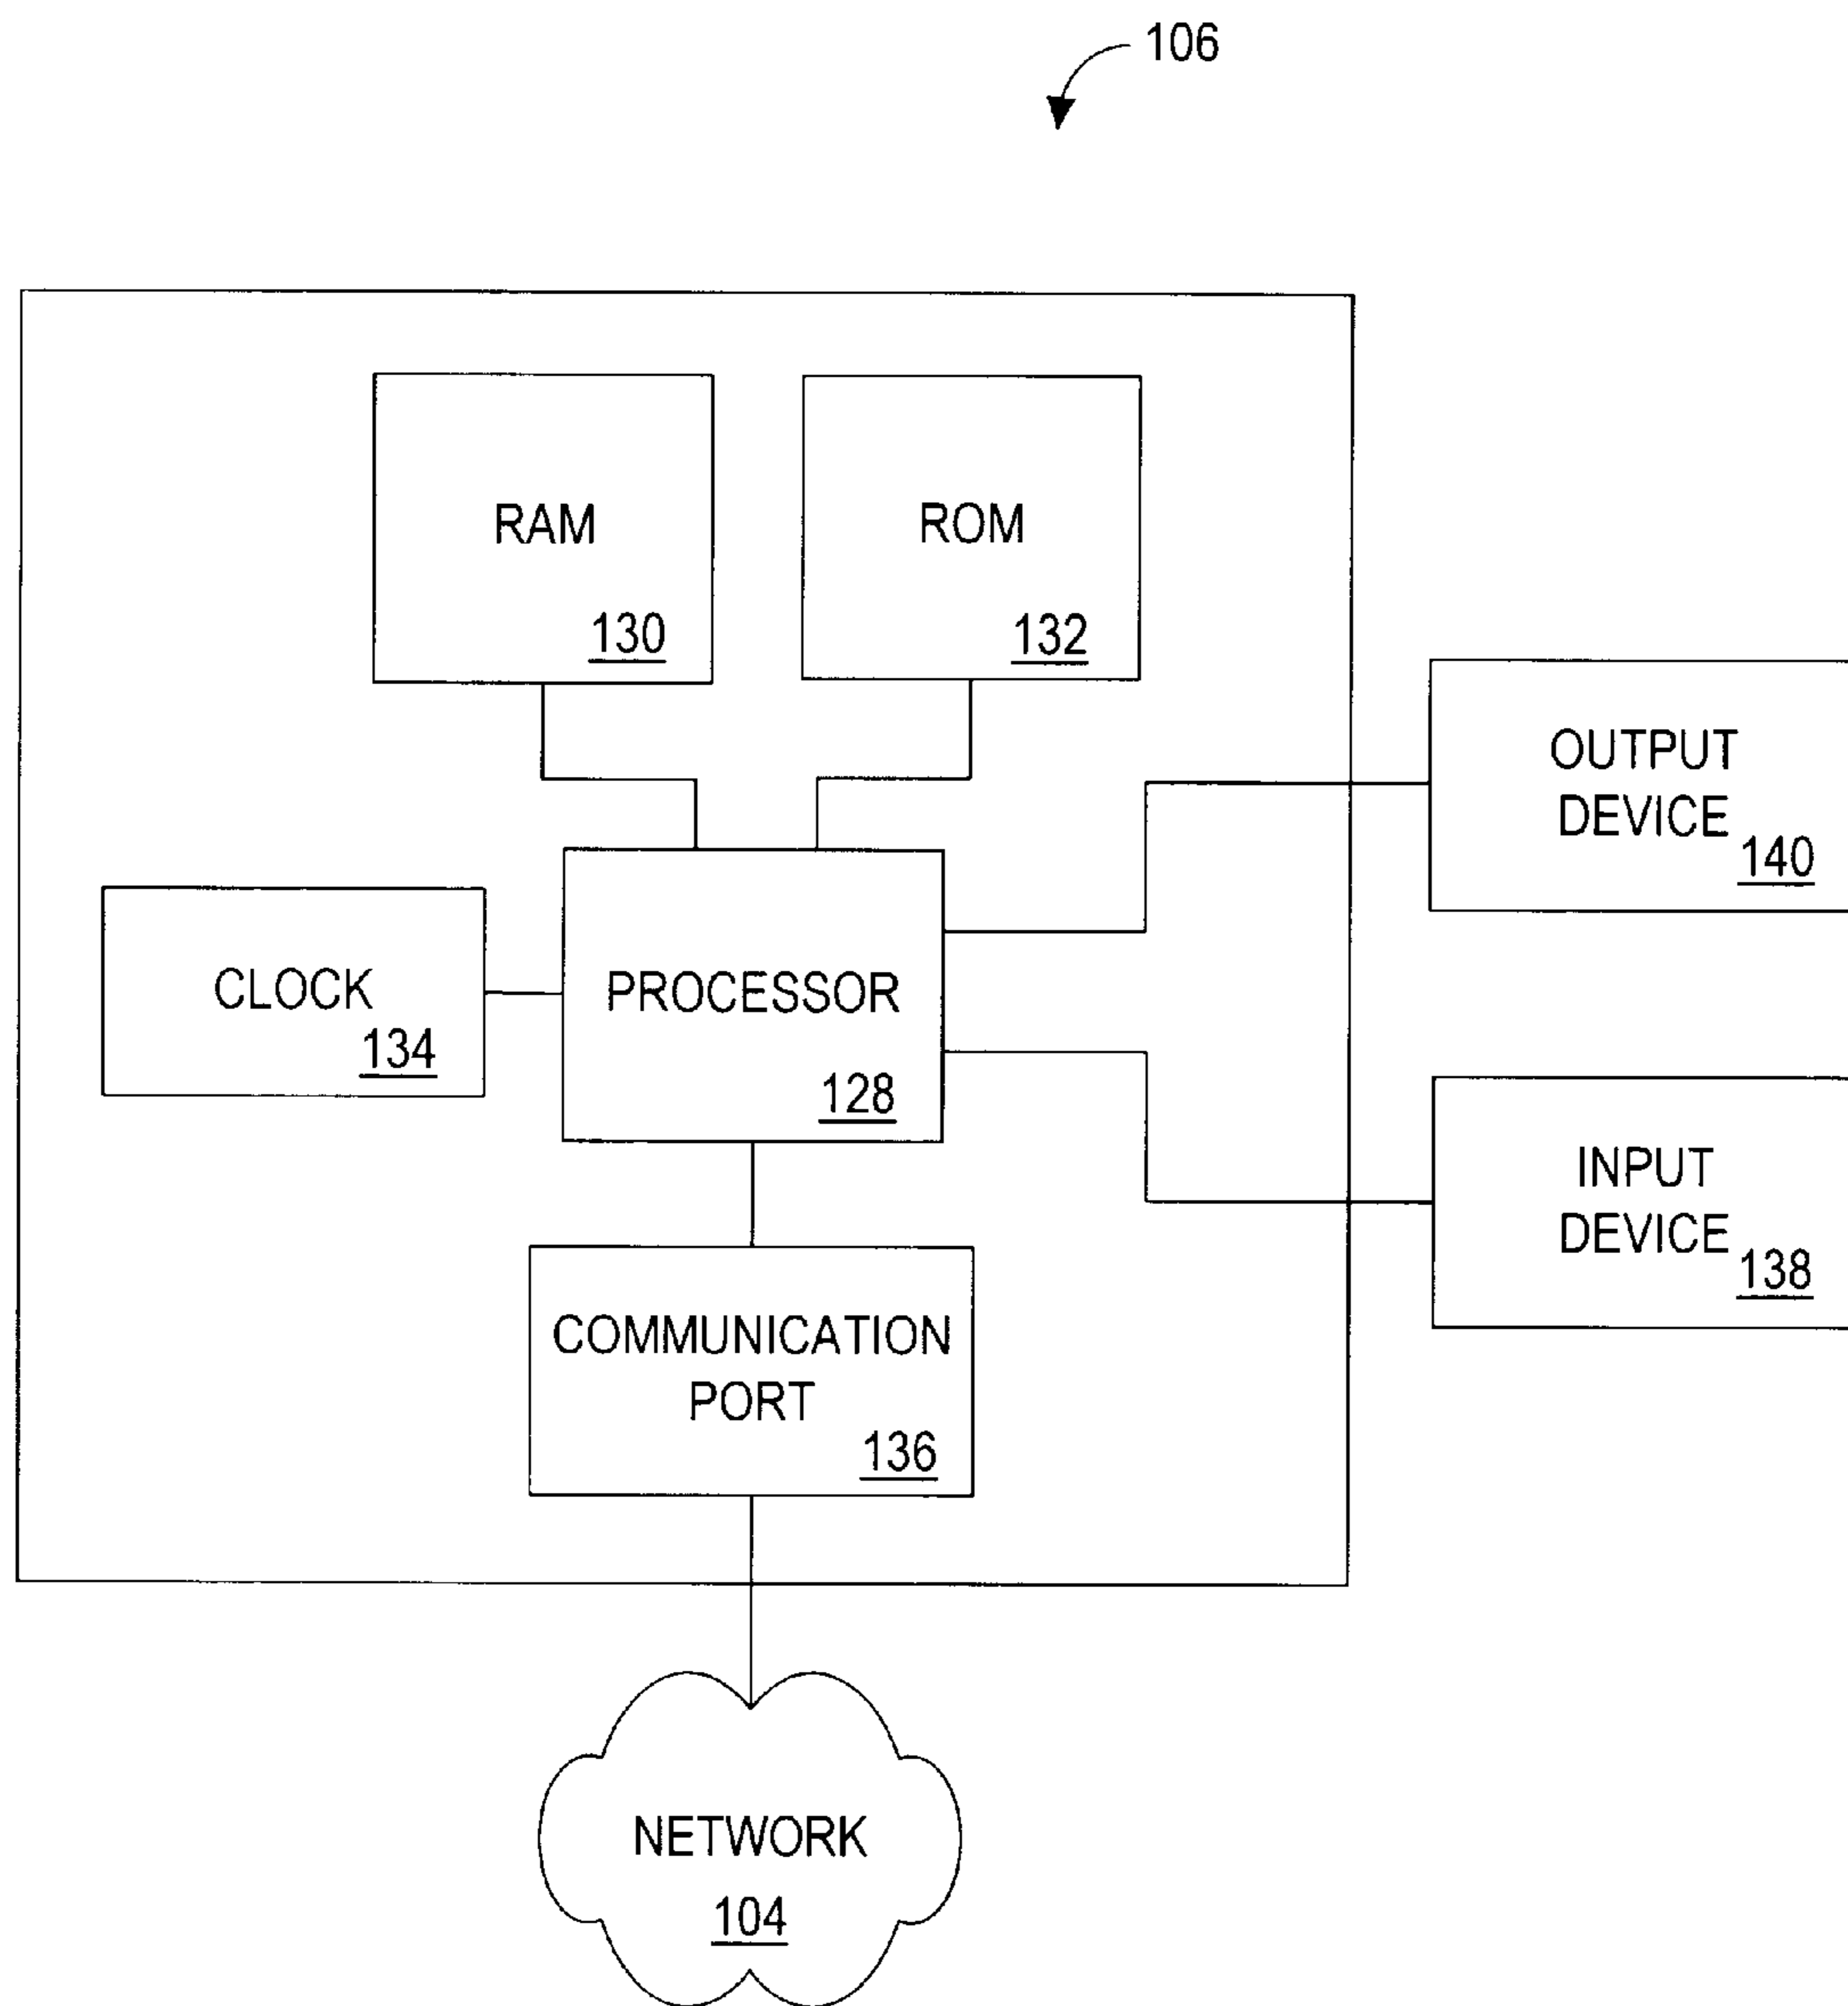 106
RAM
130
ROM
132
OUTPUT
DEVICE
140
CLOCK
134
PROCESSOR
128
INPUT
DEVICE
138
COMMUNICATION
PORT
136
NETWORK
104